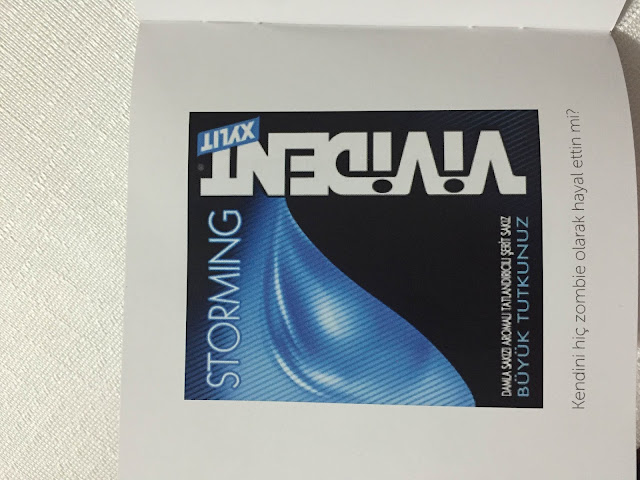 ViViDENT
XYLIT
®
STORMING
DAMLA SAKIZI AROMALI TATLANDIRICILI ŞERİT SAKIZ
BÜYÜK TUTKUNUZ
Kendini hiç zombie olarak hayal ettin mi?